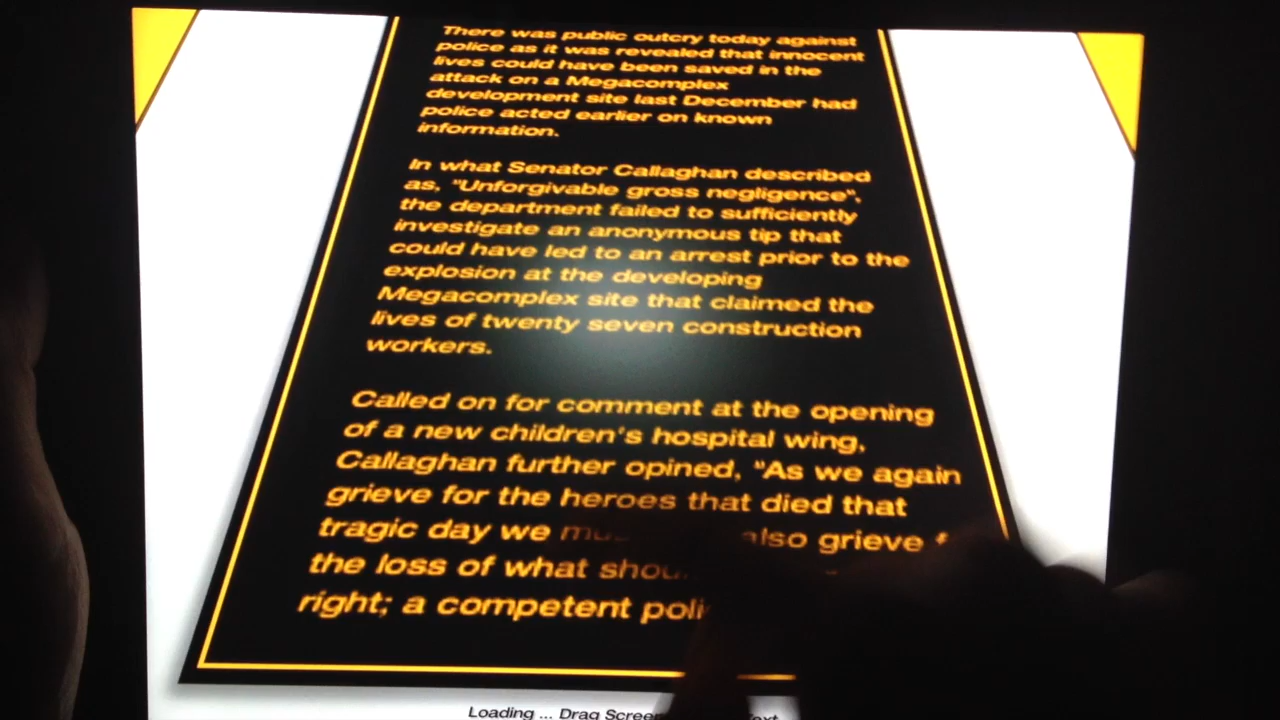 There was public outcry today against
police as it was revealed that innocent
lives could have been saved in the
attack on a Megacomplex
development site last December had
police acted earlier on known
information.
In what Senator Callaghan described
as, "Unforgivable gross negligence",
the department failed to sufficiently
investigate an anonymous tip that
could have led to an arrest prior to the
explosion at the developing
Megacomplex site that claimed the
lives of twenty seven construction
workers.
Called on for comment at the opening
of a new children's hospital wing,
Callaghan further opined, "As we again
grieve for the heroes that died that
tragic day we also grieve
the loss of what
right; a competent
Loading ... Drag Text